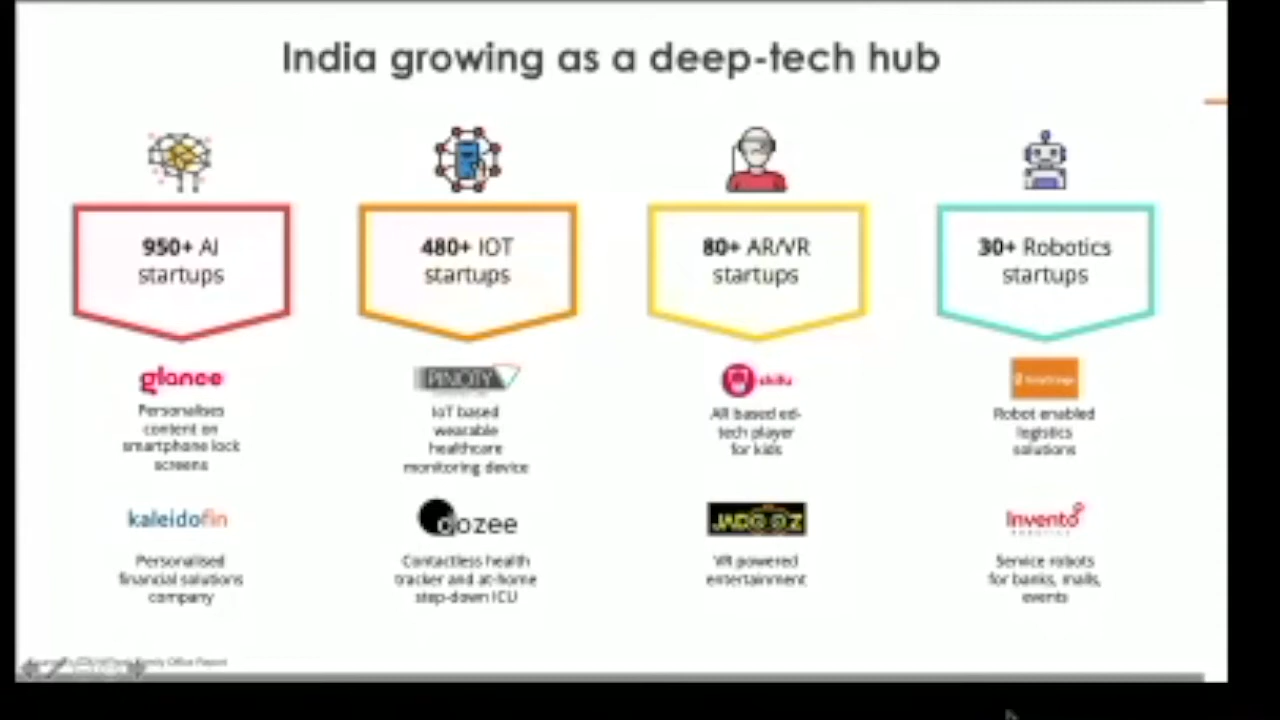 India growing as a deep-tech hub
950+ AI
startups
480+ IOT
startups
80+ AR/VR
startups
30+ Robotics
startups
glance
Personalises
content on
smartphone lock
screens
IoT based
wearable
healthcare
monitoring device
AR based ed-
tech player
for kids
Robot enabled
logistics
solutions
kaleidofin
Personalised
financial solutions
company
dozee
Contactless health
tracker and at-home
step-down ICU
VR powered
entertainment
Invento
Service robots
for banks, malls,
events
Family Office Report